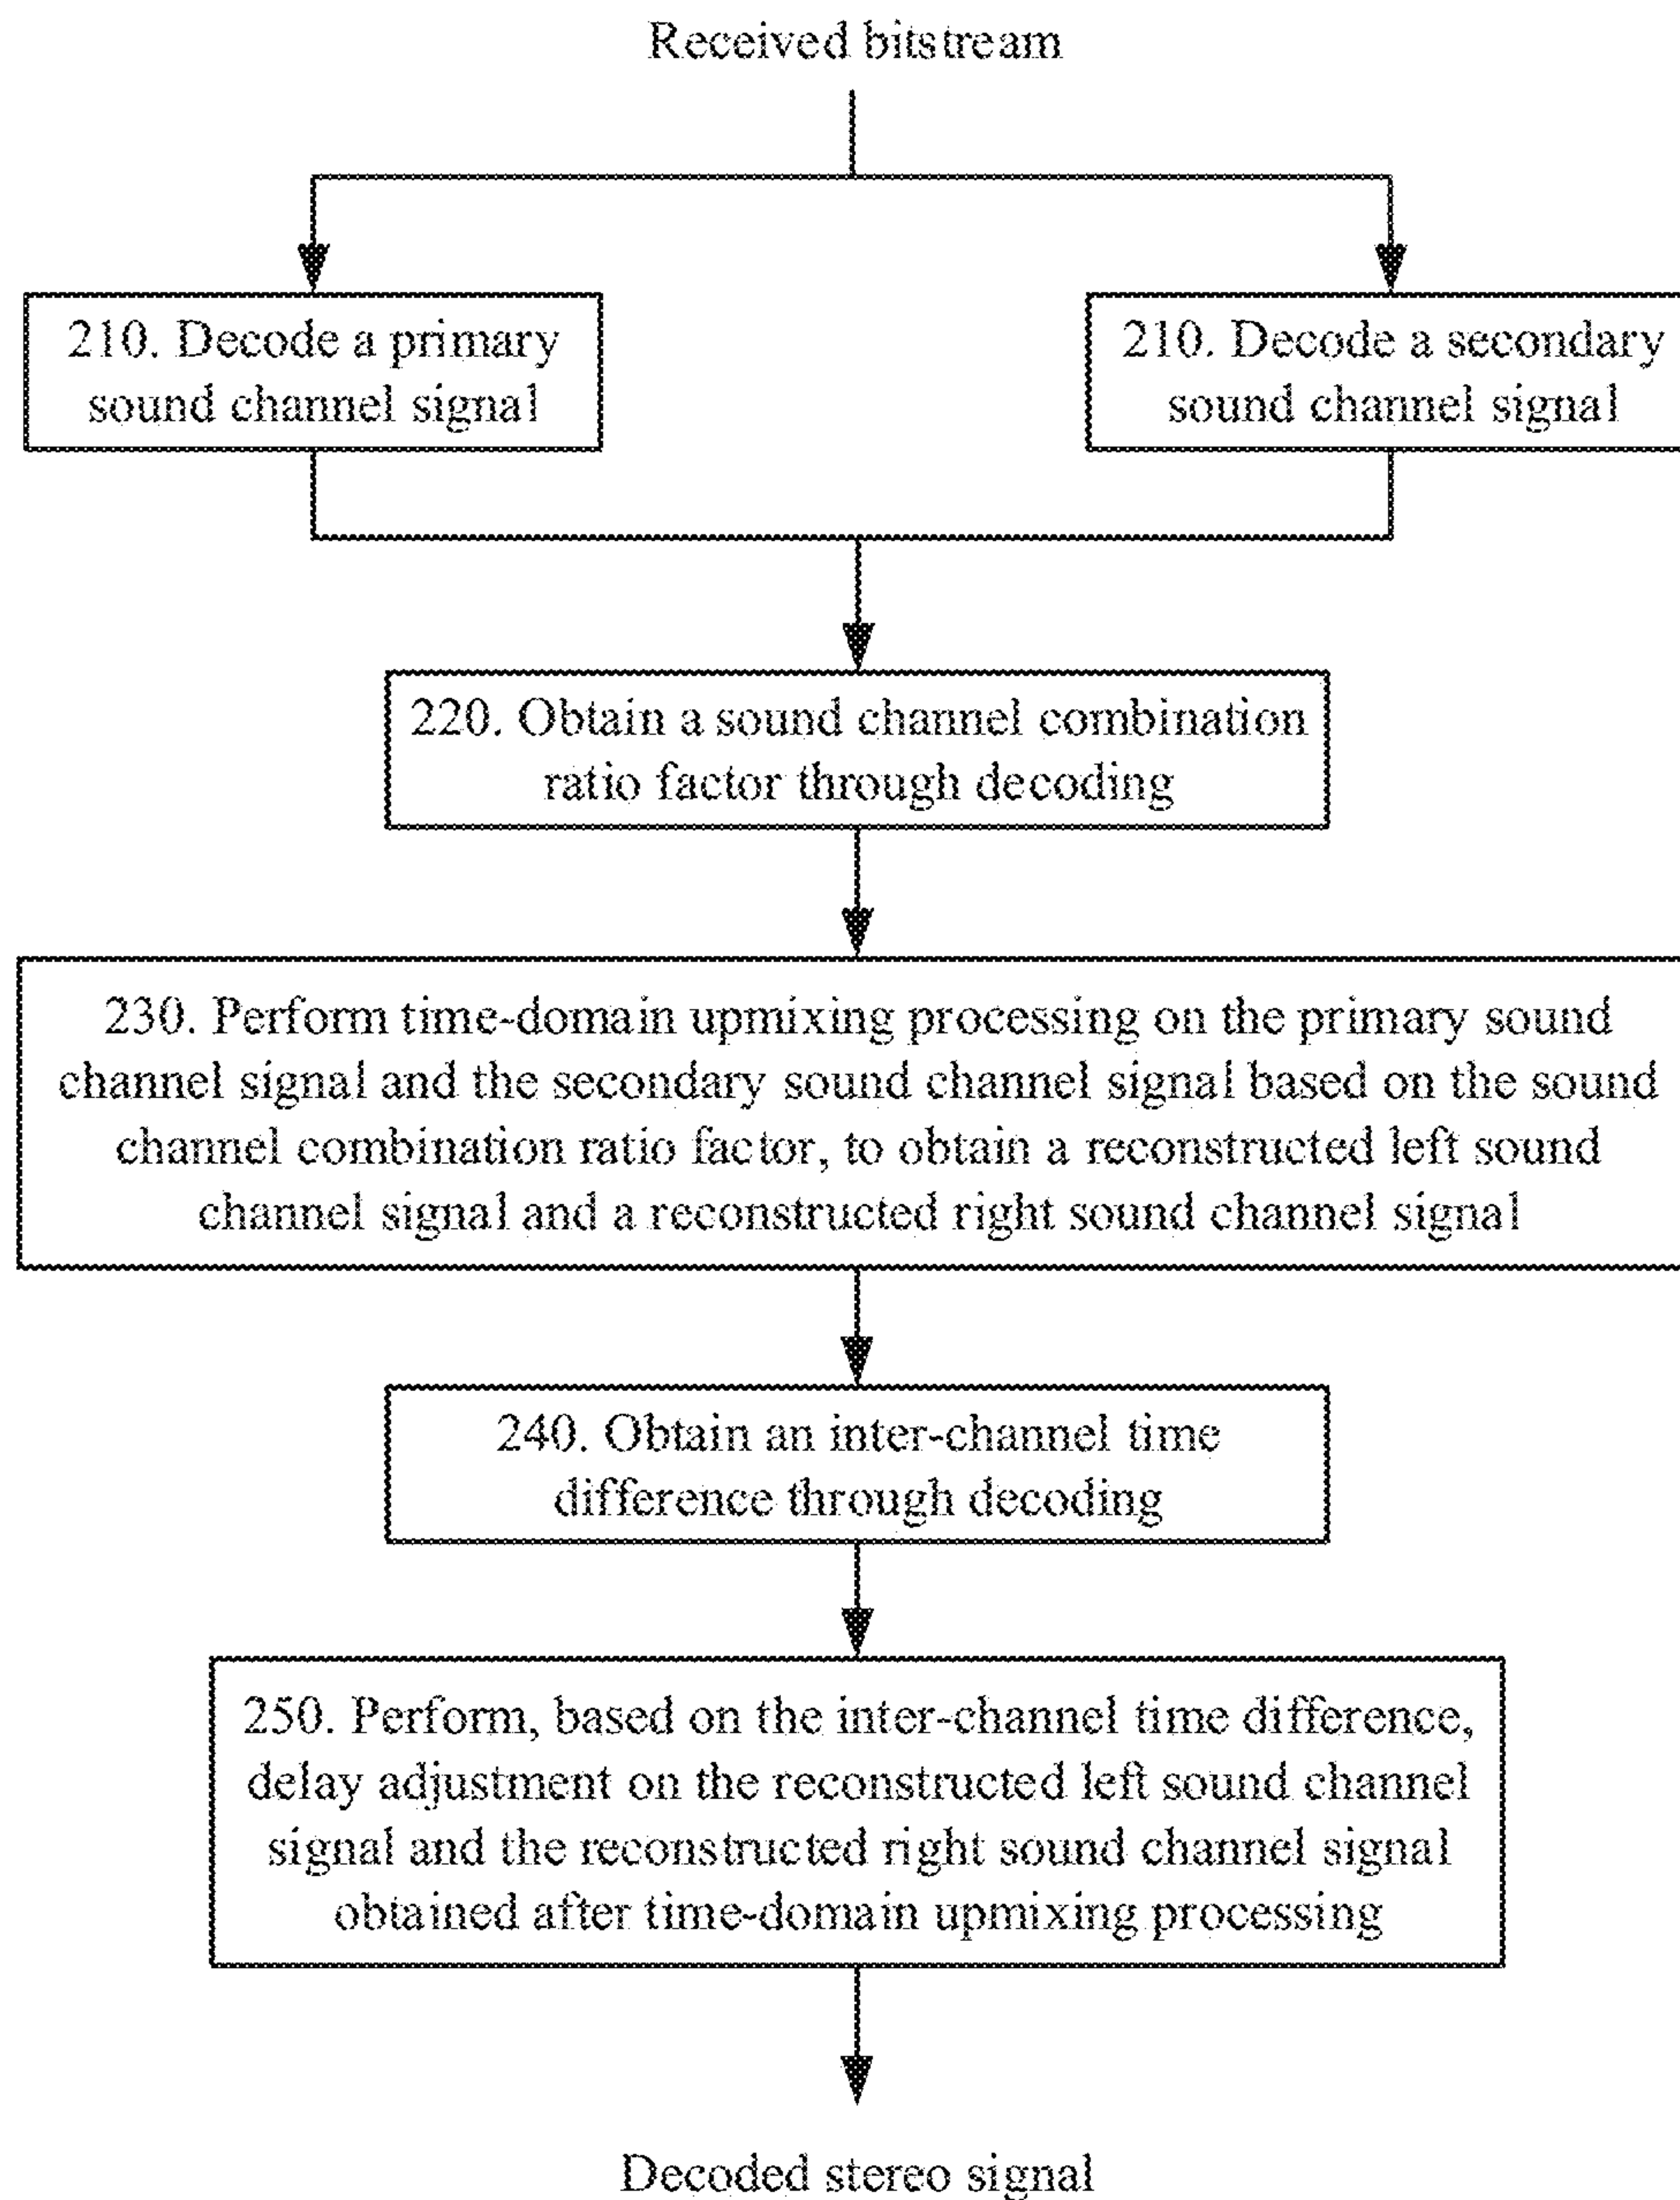 Received bitstream
210. Decode a primary
sound channel signal
210. Decode a secondary
sound channel signal
220. Obtain a sound channel combination
ratio factor through decoding
230. Perform time-domain upmixing processing on the primary sound
channel signal and the secondary sound channel signal based on the sound
channel combination ratio factor, to obtain a reconstructed left sound
channel signal and a reconstructed right sound channel signal
240. Obtain an inter-channel time
difference through decoding
250. Perform, based on the inter-channel time difference,
delay adjustment on the reconstructed left sound channel
signal and the reconstructed right sound channel signal
obtained after time-domain upmixing processing
Decoded stereo signal